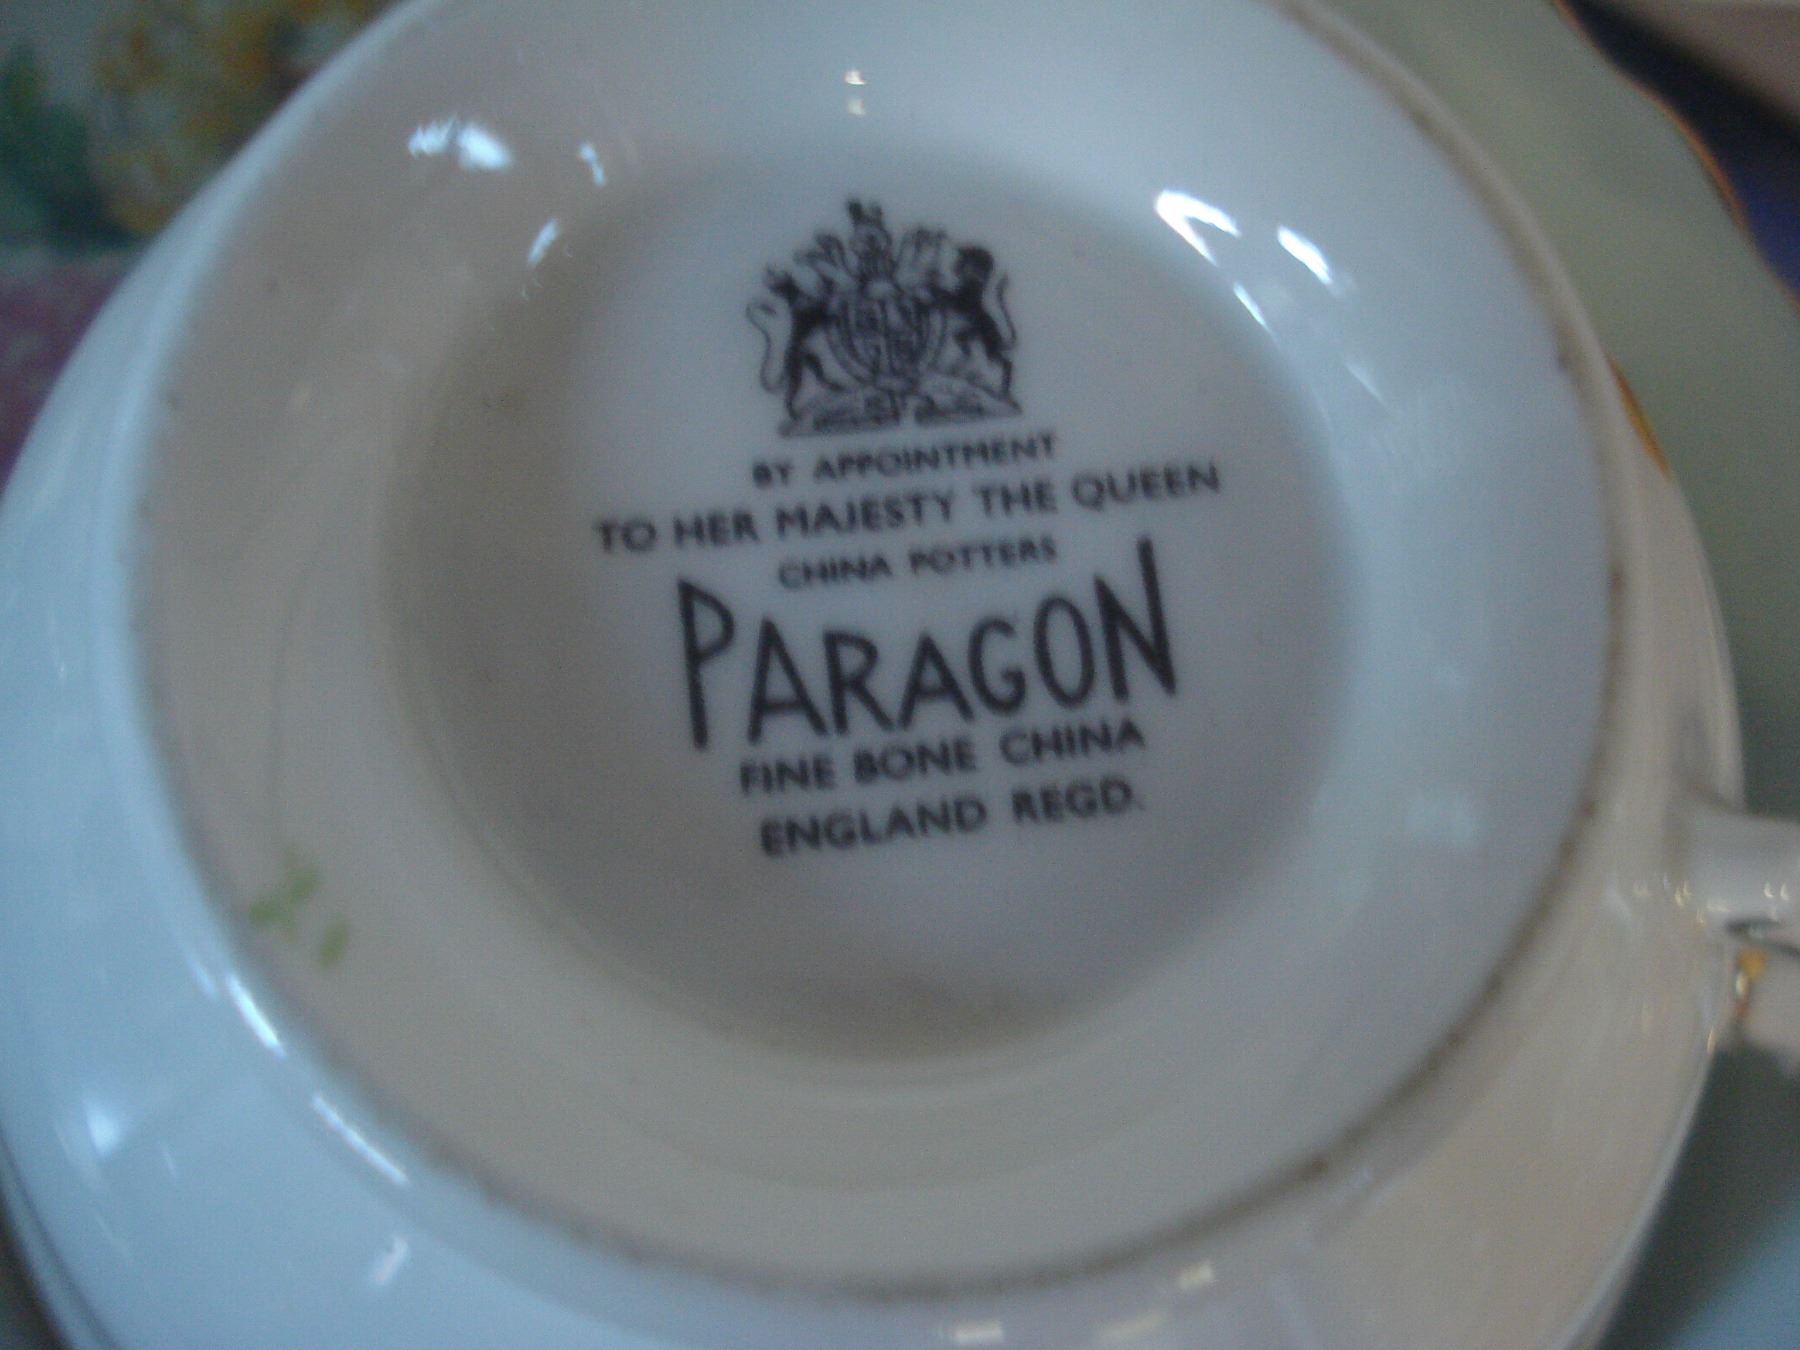 BY APPOINTMENT
TO HER MAJESTY THE QUEEN
CHINA POTTERS
PARAGON
FINE BONE CHINA
ENGLAND REGD.